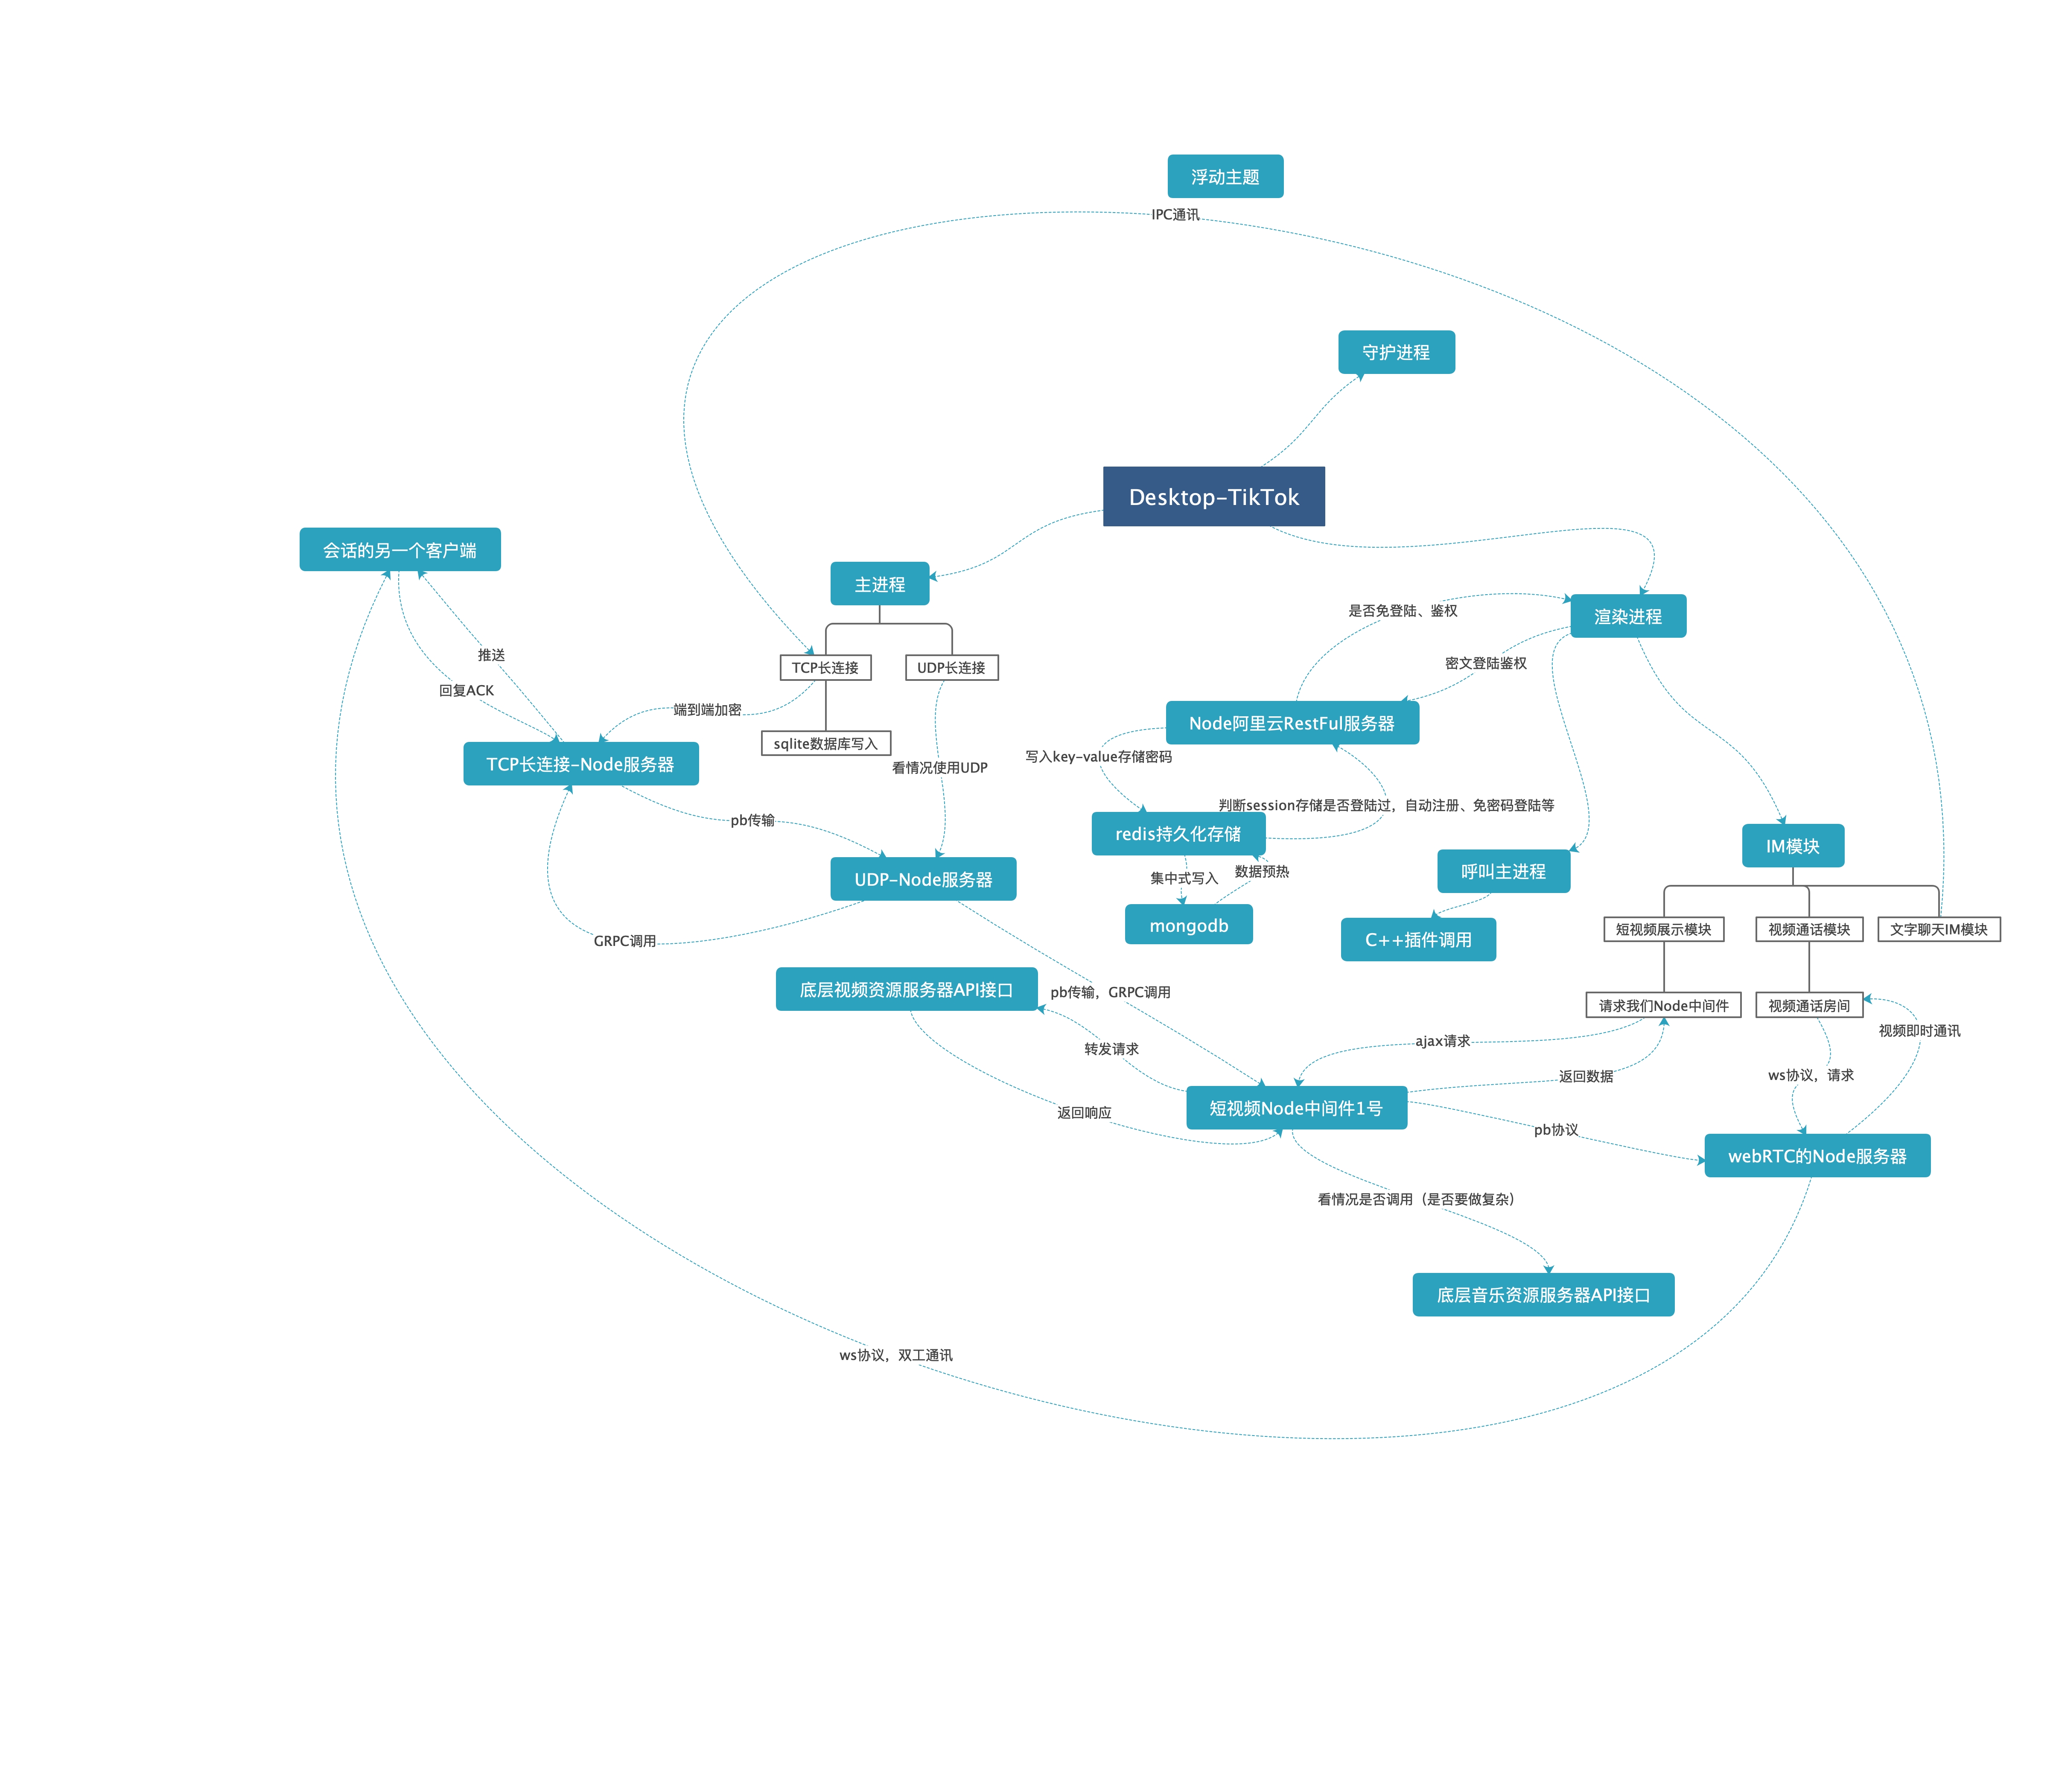 浮动主题
IPC通讯
守护进程
Desktop-TikTok
会话的另一个客户端
主进程
渲染进程
是否免登陆、鉴权
推送
密文登陆鉴权
TCP长连接
UDP长连接
回复ACK
端到端加密
Node阿里云RestFul服务器
sqlite数据库写入
写入key-value存储密码
TCP长连接-Node服务器
看情况使用UDP
判断session存储是否登陆过，自动注册、免密码登陆等
pb传输
redis持久化存储
IM模块
数据预热
呼叫主进程
集中式写入
UDP-Node服务器
mongodb
C++插件调用
短视频展示模块
视频通话模块
文字聊天IM模块
GRPC调用
底层视频资源服务器API接口
pb传输，GRPC调用
请求我们Node中间件
视频通话房间
视频即时通讯
ajax请求
转发请求
返回数据
ws协议，请求
短视频Node中间件1号
返回响应
pb协议
webRTC的Node服务器
看情况是否调用（是否要做复杂）
底层音乐资源服务器API接口
ws协议，双工通讯